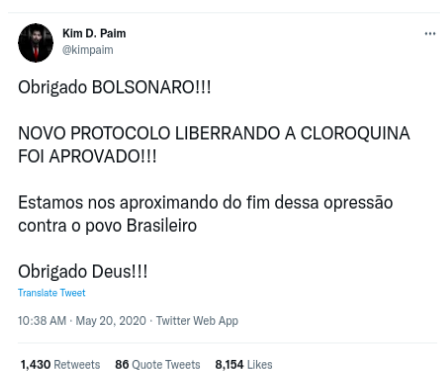 Kim D. Paim
@kimpaim
Obrigado BOLSONARO!!!
NOVO PROTOCOLO LIBERRANDO A CLOROQUINA
FOI APROVADO!!!
Estamos nos aproximando do fim dessa opressão
contra o povo Brasileiro
Obrigado Deus!!!
Translate Tweet
10:38 AM · May 20, 2020 · Twitter Web App
1,430 Retweets 86 Quote Tweets 8,154 Likes